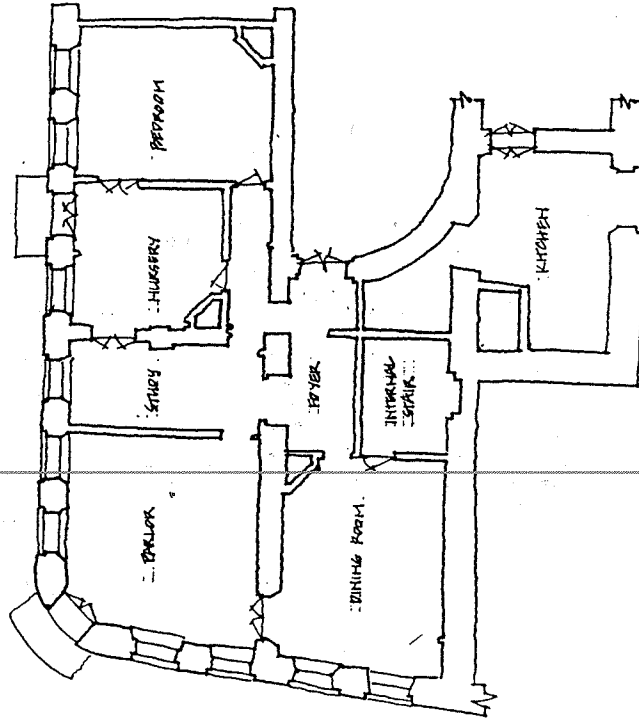 BEDROOM
NURSERY
STUDY
PARLOR
FOYER
INTERNAL
STAIR
DINING ROOM
KITCHEN